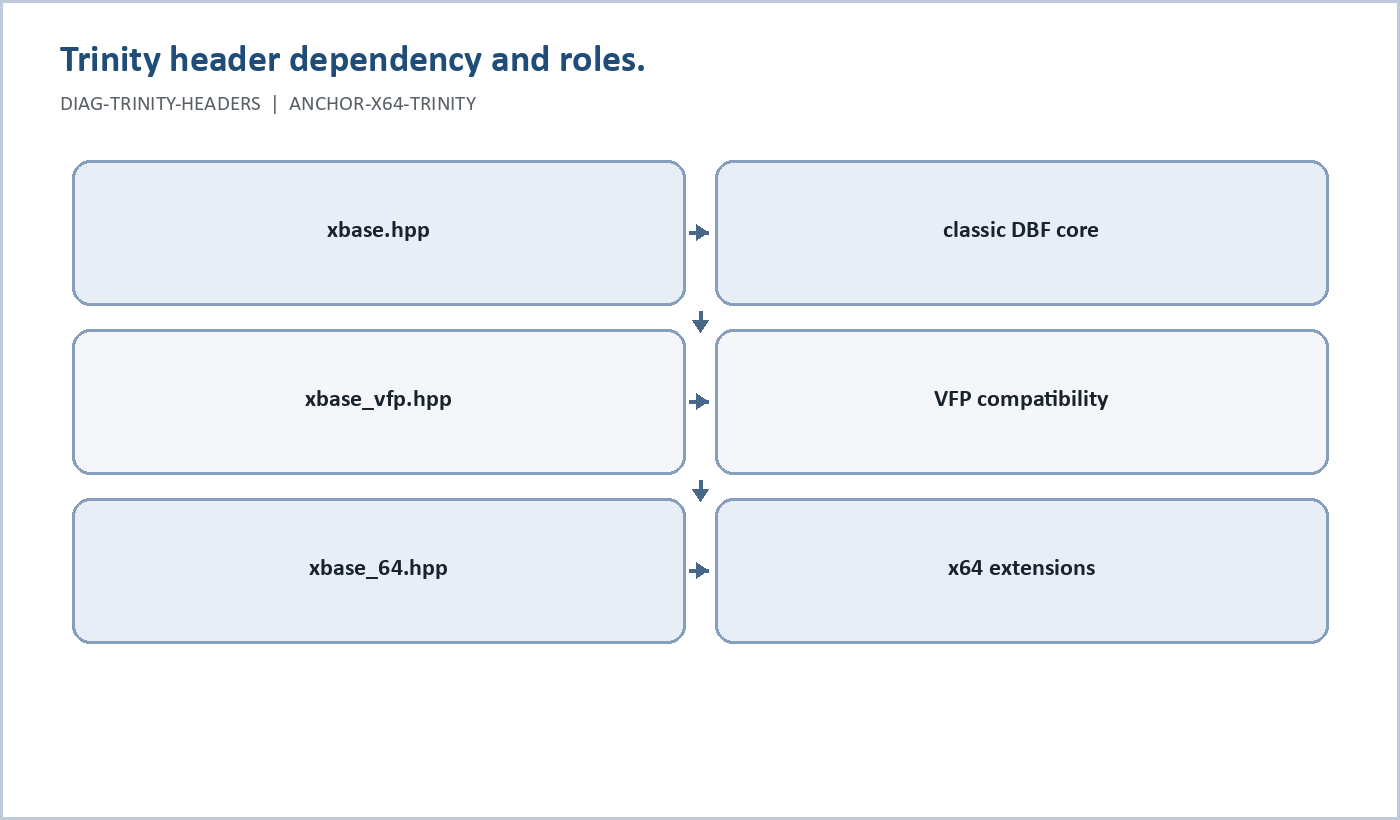 Trinity header dependency and roles.
DIAG-TRINITY-HEADERS | ANCHOR-X64-TRINITY
xbase.hpp
classic DBF core
xbase_vfp.hpp
VFP compatibility
xbase_64.hpp
x64 extensions